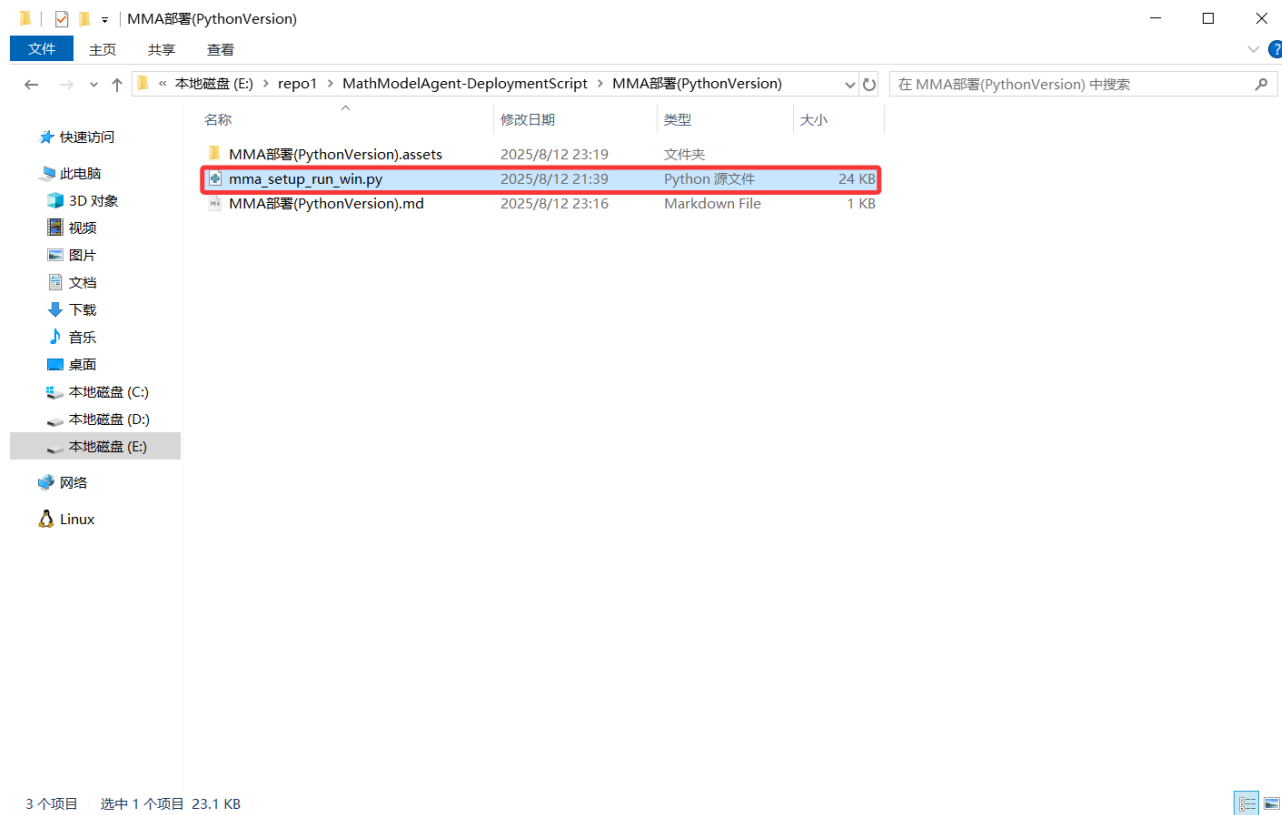 MMA部署(PythonVersion)
文件 主页 共享 查看
« 本地磁盘 (E:) › repo1 › MathModelAgent-DeploymentScript › MMA部署(PythonVersion)
在 MMA部署(PythonVersion) 中搜索
名称 修改日期 类型 大小
MMA部署(PythonVersion).assets 2025/8/12 23:19 文件夹
mma_setup_run_win.py 2025/8/12 21:39 Python 源文件 24 KB
MMA部署(PythonVersion).md 2025/8/12 23:16 Markdown File 1 KB
快速访问
此电脑
3D 对象
视频
图片
文档
下载
音乐
桌面
本地磁盘 (C:)
本地磁盘 (D:)
本地磁盘 (E:)
网络
Linux
3 个项目 选中 1 个项目 23.1 KB